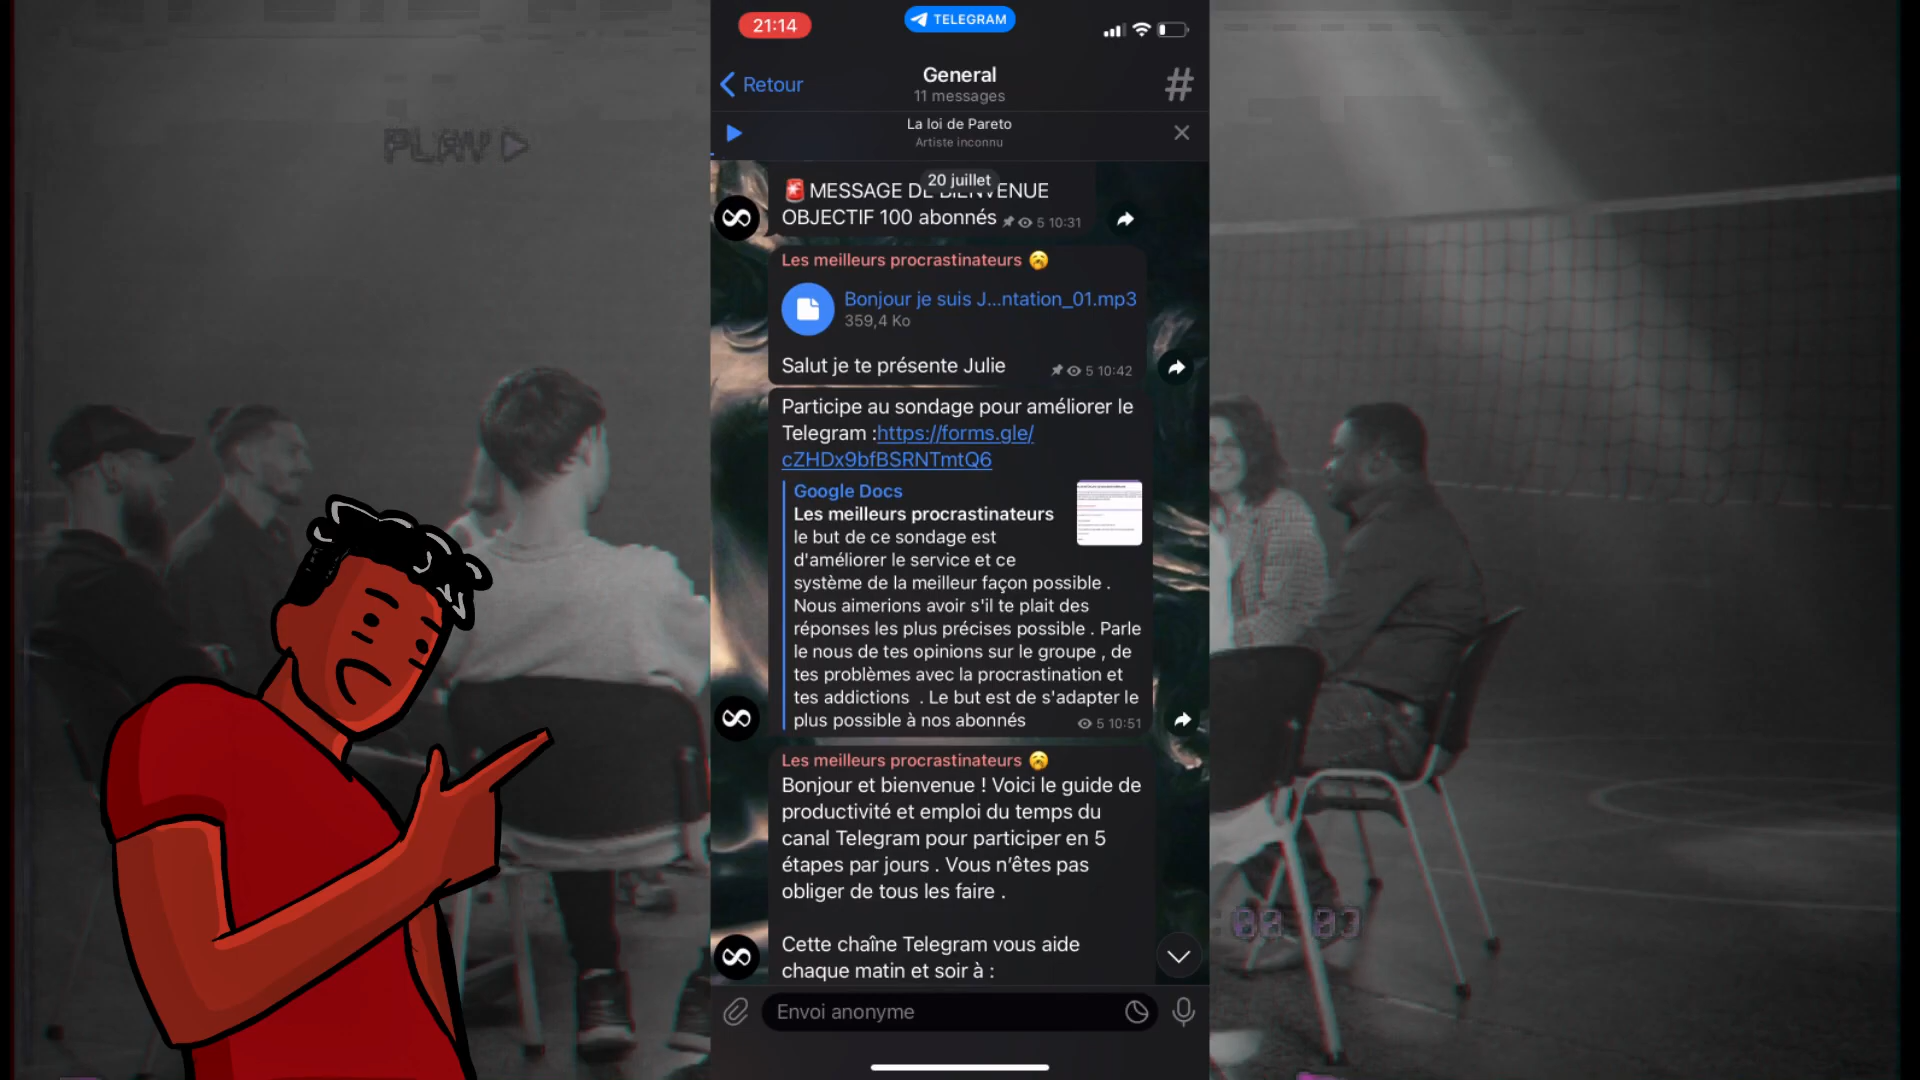 21:14
TELEGRAM
Retour
General
11 messages
La loi de Pareto
Artiste inconnu
PLAY
20 juillet
MESSAGE DE BIENVENUE
OBJECTIF 100 abonnés 5 10:31
Les meilleurs procrastinateurs
Bonjour je suis J...ntation_01.mp3
359,4 Ko
Salut je te présente Julie 5 10:42
Participe au sondage pour améliorer le
Telegram :https://forms.gle/
cZHDx9bfBSRNTmtQ6
Google Docs
Les meilleurs procrastinateurs
le but de ce sondage est
d'améliorer le service et ce
système de la meilleur façon possible .
Nous aimerions avoir s'il te plait des
réponses les plus précises possible . Parle
le nous de tes opinions sur le groupe , de
tes problèmes avec la procrastination et
tes addictions . Le but est de s'adapter le
plus possible à nos abonnés 5 10:51
Les meilleurs procrastinateurs
Bonjour et bienvenue ! Voici le guide de
productivité et emploi du temps du
canal Telegram pour participer en 5
étapes par jours . Vous n’êtes pas
obliger de tous les faire .
Cette chaîne Telegram vous aide
chaque matin et soir à :
Envoi anonyme